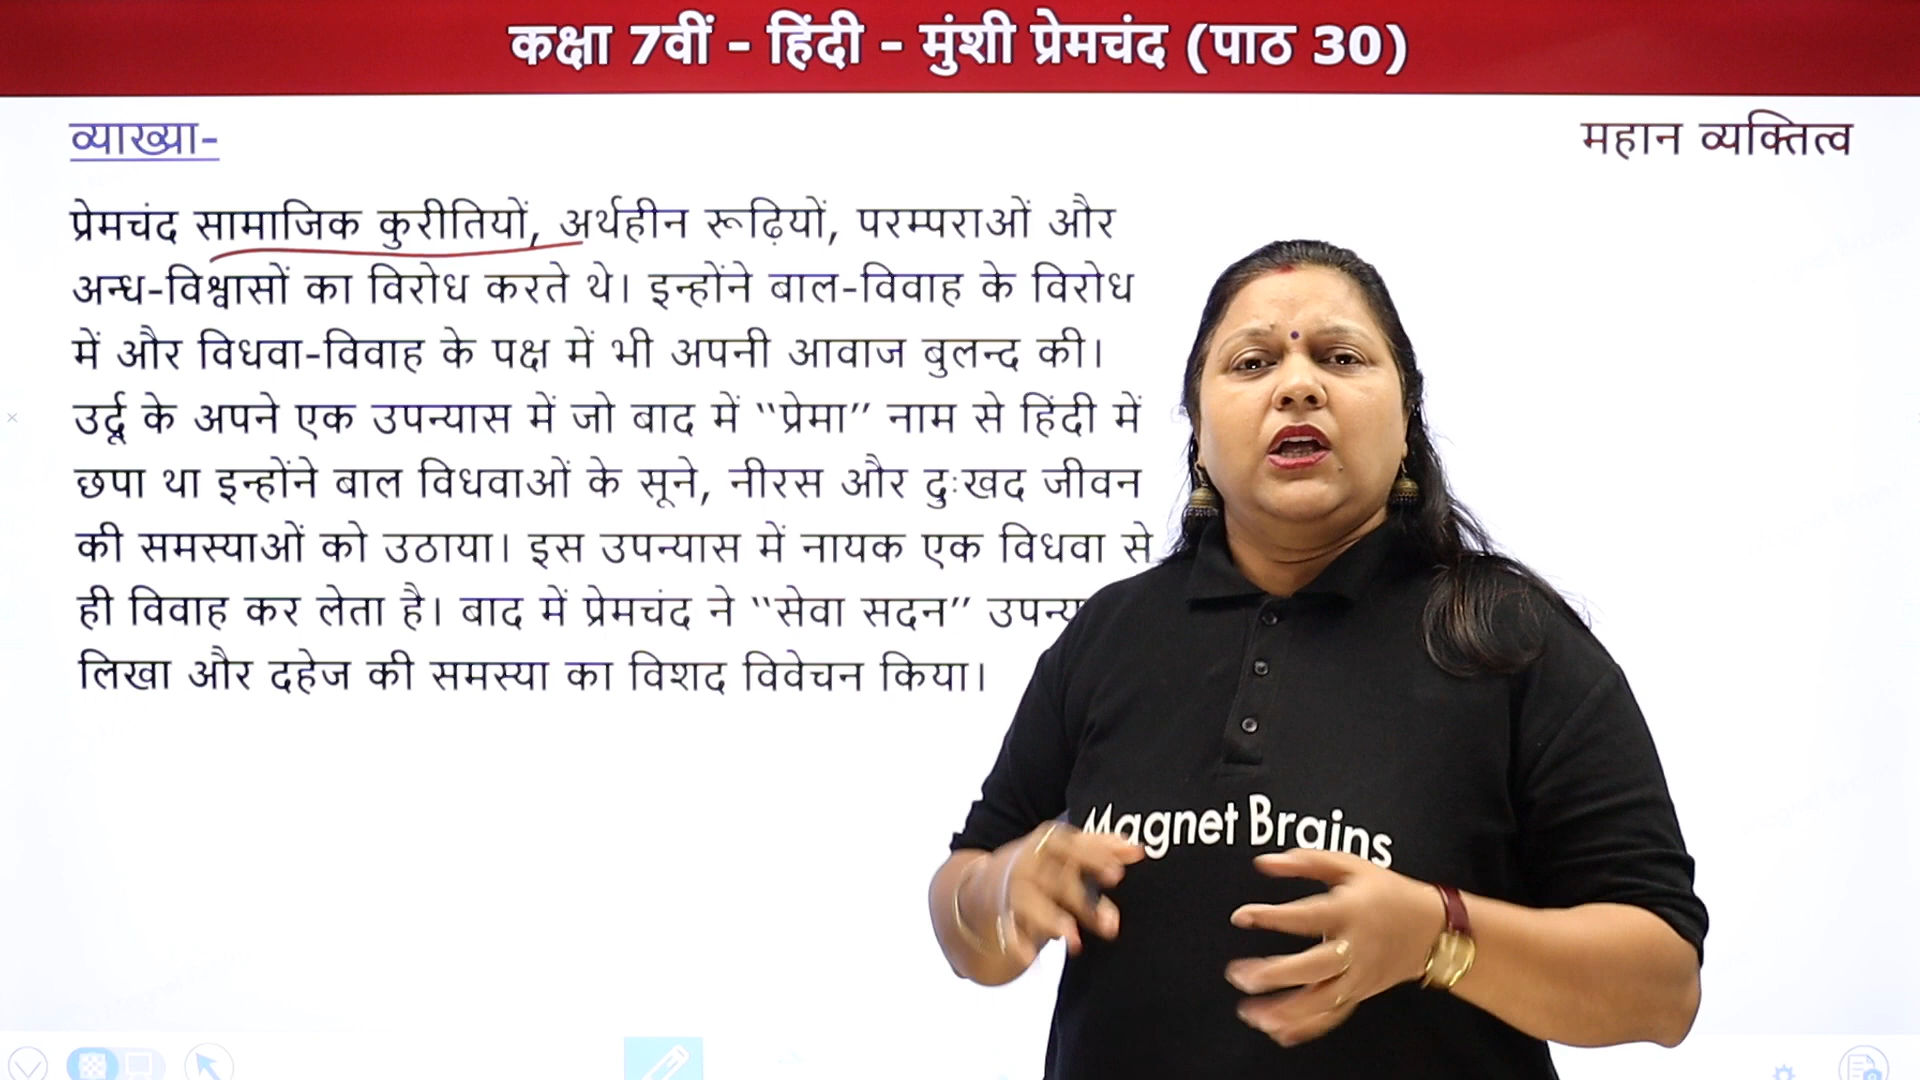 कक्षा 7वीं - हिंदी - मुंशी प्रेमचंद (पाठ 30)
व्याख्या-
महान व्यक्तित्व
प्रेमचंद सामाजिक कुरीतियों, अर्थहीन रूढ़ियों, परम्पराओं और
अन्ध-विश्वासों का विरोध करते थे। इन्होंने बाल-विवाह के विरोध
में और विधवा-विवाह के पक्ष में भी अपनी आवाज बुलन्द की।
उर्दू के अपने एक उपन्यास में जो बाद में "प्रेमा" नाम से हिंदी में
छपा था इन्होंने बाल विधवाओं के सूने, नीरस और दुःखद जीवन
की समस्याओं को उठाया। इस उपन्यास में नायक एक विधवा से
ही विवाह कर लेता है। बाद में प्रेमचंद ने "सेवा सदन"
लिखा और दहेज की समस्या का विशद विवेचन किया।
Magnet Brains